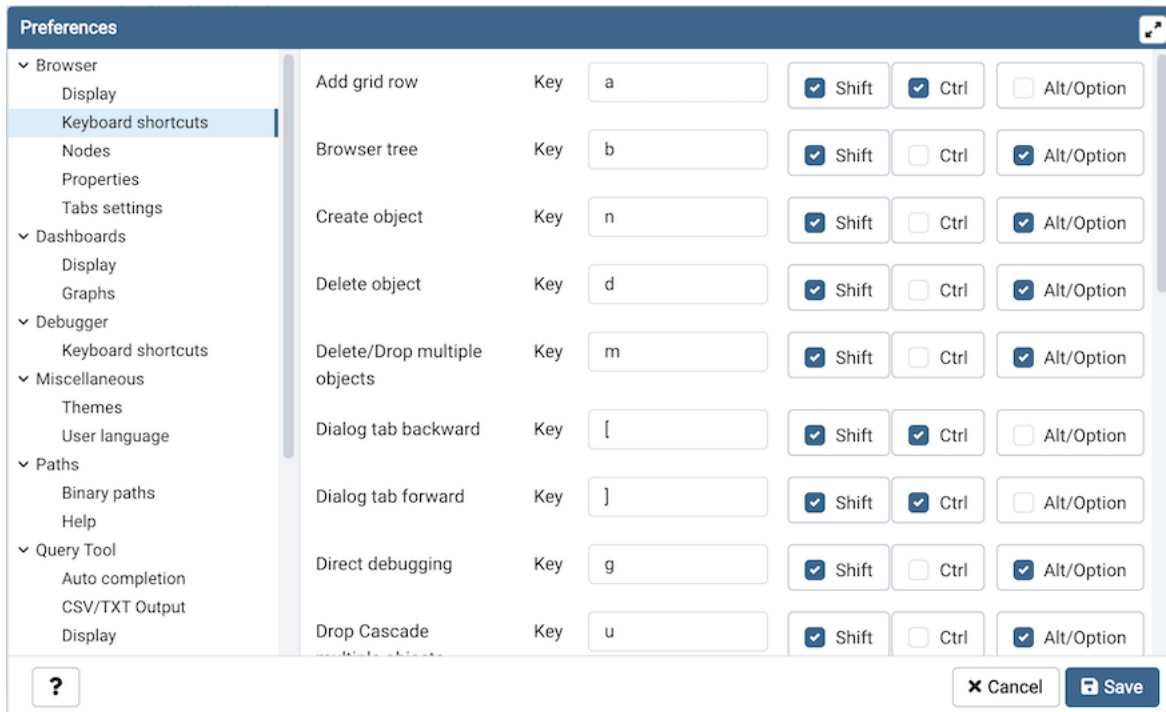 Preferences
Browser
Display
Keyboard shortcuts
Nodes
Properties
Tabs settings
Dashboards
Display
Graphs
Debugger
Keyboard shortcuts
Miscellaneous
Themes
User language
Paths
Binary paths
Help
Query Tool
Auto completion
CSV/TXT Output
Display
Add grid row Key a Shift Ctrl Alt/Option
Browser tree Key b Shift Ctrl Alt/Option
Create object Key n Shift Ctrl Alt/Option
Delete object Key d Shift Ctrl Alt/Option
Delete/Drop multiple Key m Shift Ctrl Alt/Option
objects
Dialog tab backward Key [ Shift Ctrl Alt/Option
Dialog tab forward Key ] Shift Ctrl Alt/Option
Direct debugging Key g Shift Ctrl Alt/Option
Drop Cascade Key u Shift Ctrl Alt/Option
? Cancel Save